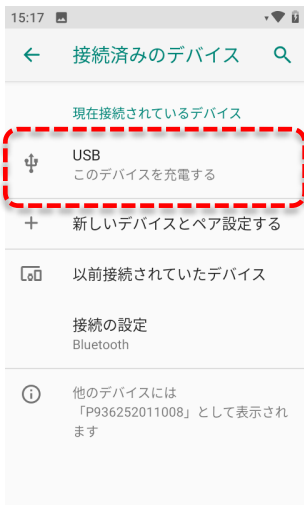 15:17
接続済みのデバイス
現在接続されているデバイス
USB
このデバイスを充電する
新しいデバイスとペア設定する
以前接続されていたデバイス
接続の設定
Bluetooth
他のデバイスには
「P936252011008」として表示され
ます